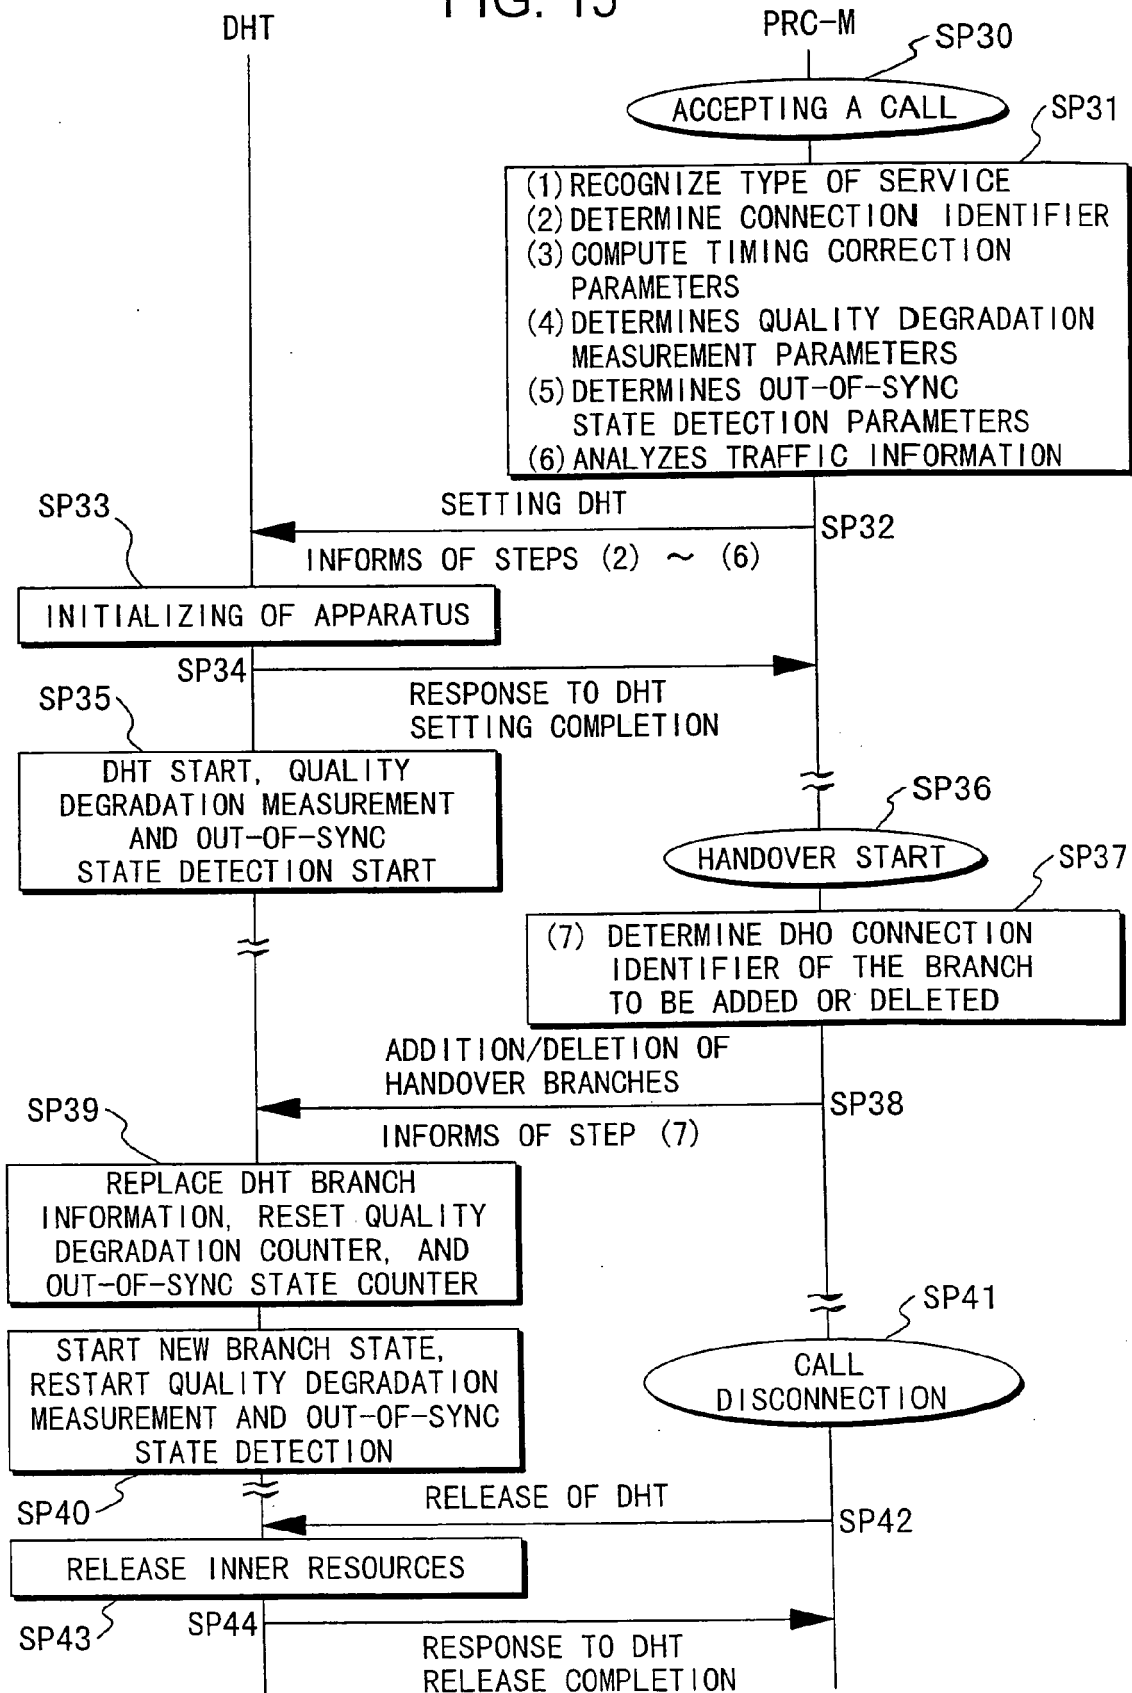 FIG. 15
DHT
PRC-M
SP30
ACCEPTING A CALL
SP31
(1) RECOGNIZE TYPE OF SERVICE
(2) DETERMINE CONNECTION IDENTIFIER
(3) COMPUTE TIMING CORRECTION
PARAMETERS
(4) DETERMINES QUALITY DEGRADATION
MEASUREMENT PARAMETERS
(5) DETERMINES OUT-OF-SYNC
STATE DETECTION PARAMETERS
(6) ANALYZES TRAFFIC INFORMATION
SP33
SETTING DHT
SP32
INFORMS OF STEPS (2) ~ (6)
INITIALIZING OF APPARATUS
SP34
RESPONSE TO DHT
SETTING COMPLETION
SP35
DHT START, QUALITY
DEGRADATION MEASUREMENT
AND OUT-OF-SYNC
STATE DETECTION START
SP36
HANDOVER START
SP37
(7) DETERMINE DHO CONNECTION
IDENTIFIER OF THE BRANCH
TO BE ADDED OR DELETED
ADDITION/DELETION OF
HANDOVER BRANCHES
SP38
SP39
INFORMS OF STEP (7)
REPLACE DHT BRANCH
INFORMATION, RESET QUALITY
DEGRADATION COUNTER, AND
OUT-OF-SYNC STATE COUNTER
SP41
START NEW BRANCH STATE,
RESTART QUALITY DEGRADATION
MEASUREMENT AND OUT-OF-SYNC
STATE DETECTION
CALL
DISCONNECTION
SP40
RELEASE OF DHT
SP42
RELEASE INNER RESOURCES
SP43
SP44
RESPONSE TO DHT
RELEASE COMPLETION